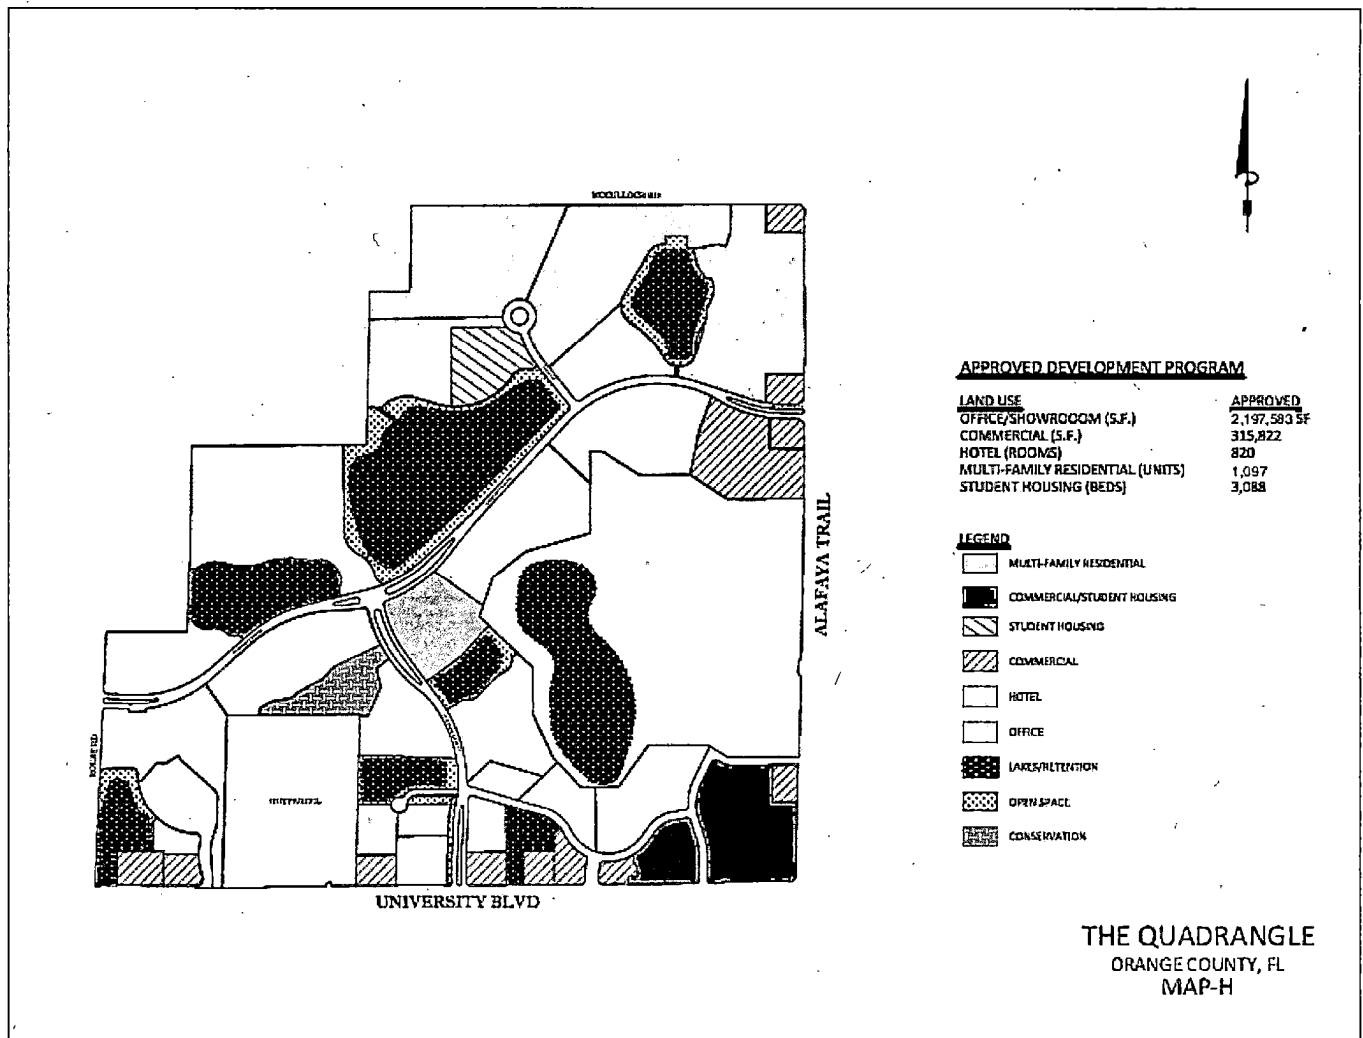 APPROVED DEVELOPMENT PROGRAM
LAND USE APPROVED
OFFICE/SHOWROOOM (S.F.) 2,197,583 SF
COMMERCIAL (S.F.) 315,822
HOTEL (ROOMS) 820
MULTI-FAMILY RESIDENTIAL (UNITS) 1,097
STUDENT HOUSING (BEDS) 3,088
ALAFAYA TRAIL
LEGEND
MULTI-FAMILY RESIDENTIAL
COMMERCIAL/STUDENT HOUSING
STUDENT HOUSING
COMMERCIAL
HOTEL
OFFICE
LAKES/RETENTION
OPEN SPACE
CONSERVATION
UNIVERSITY BLVD
THE QUADRANGLE
ORANGE COUNTY, FL
MAP-H